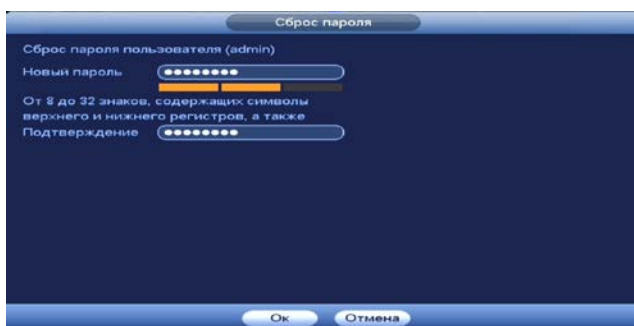 Сброс пароля
Сброс пароля пользователя (admin)
Новый пароль ●●●●●●●●
От 8 до 32 знаков, содержащих символы
верхнего и нижнего регистров, а также
Подтверждение ●●●●●●●●
Ок Отмена